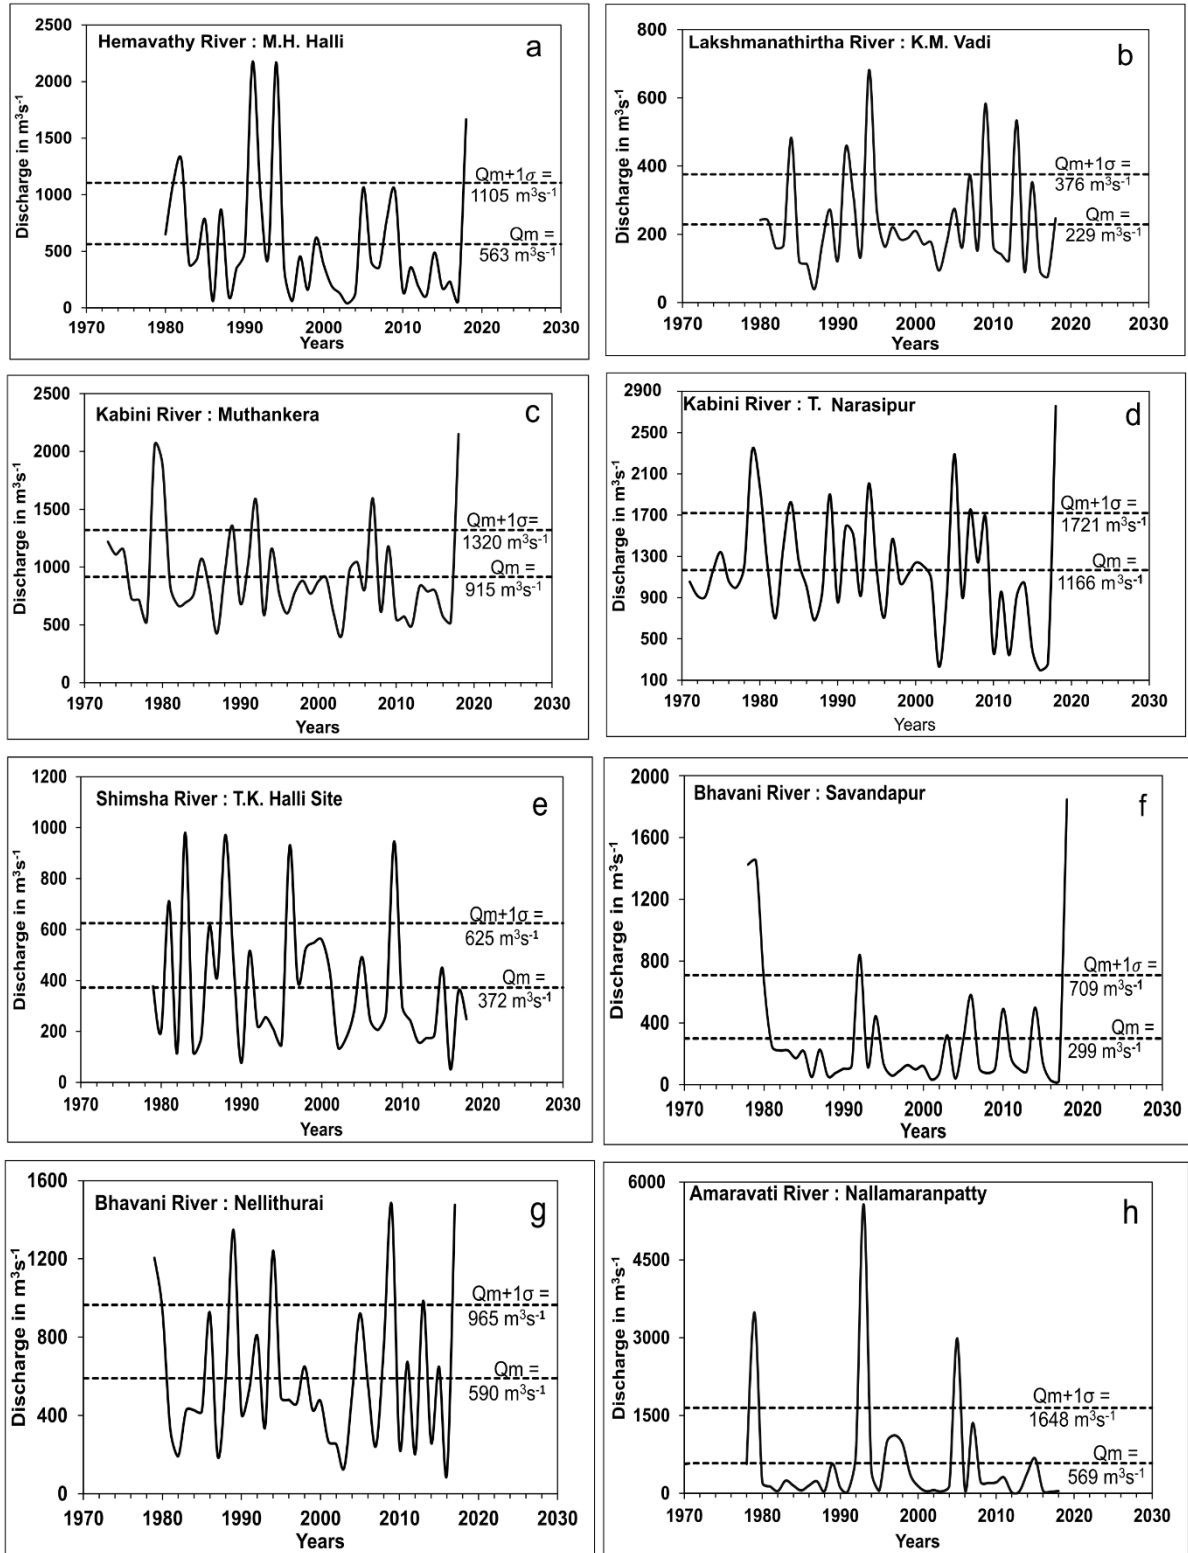 Hemavathy River : M.H. Halli
a
Discharge in m³s⁻¹
2500
2000
1500
1000
500
0
Qm+1σ =
1105 m³s⁻¹
Qm =
563 m³s⁻¹
1970 1980 1990 2000 2010 2020 2030
Years
Lakshmanathirtha River : K.M. Vadi
b
Discharge in m³s⁻¹
800
600
400
200
0
Qm+1σ =
376 m³s⁻¹
Qm =
229 m³s⁻¹
1970 1980 1990 2000 2010 2020 2030
Years
Kabini River : Muthankera
c
Discharge in m³s⁻¹
2500
2000
1500
1000
500
0
Qm+1σ=
1320 m³s⁻¹
Qm =
915 m³s⁻¹
1970 1980 1990 2000 2010 2020 2030
Years
Kabini River : T. Narasipur
d
Discharge in m³s⁻¹
2900
2500
2100
1700
1300
900
500
100
Qm+1σ =
1721 m³s⁻¹
Qm =
1166 m³s⁻¹
1970 1980 1990 2000 2010 2020 2030
Years
Shimsha River : T.K. Halli Site
e
Discharge in m³s⁻¹
1200
1000
800
600
400
200
0
Qm+1σ =
625 m³s⁻¹
Qm =
372 m³s⁻¹
1970 1980 1990 2000 2010 2020 2030
Years
Bhavani River : Savandapur
f
Discharge in m³s⁻¹
2000
1600
1200
800
400
0
Qm+1σ =
709 m³s⁻¹
Qm =
299 m³s⁻¹
1970 1980 1990 2000 2010 2020 2030
Years
Bhavani River : Nellithurai
g
Discharge in m³s⁻¹
1600
1200
800
400
0
Qm+1σ =
965 m³s⁻¹
Qm =
590 m³s⁻¹
1970 1980 1990 2000 2010 2020 2030
Years
Amaravati River : Nallamaranpatty
h
Discharge in m³s⁻¹
6000
4500
3000
1500
0
Qm+1σ =
1648 m³s⁻¹
Qm =
569 m³s⁻¹
1970 1980 1990 2000 2010 2020 2030
Years